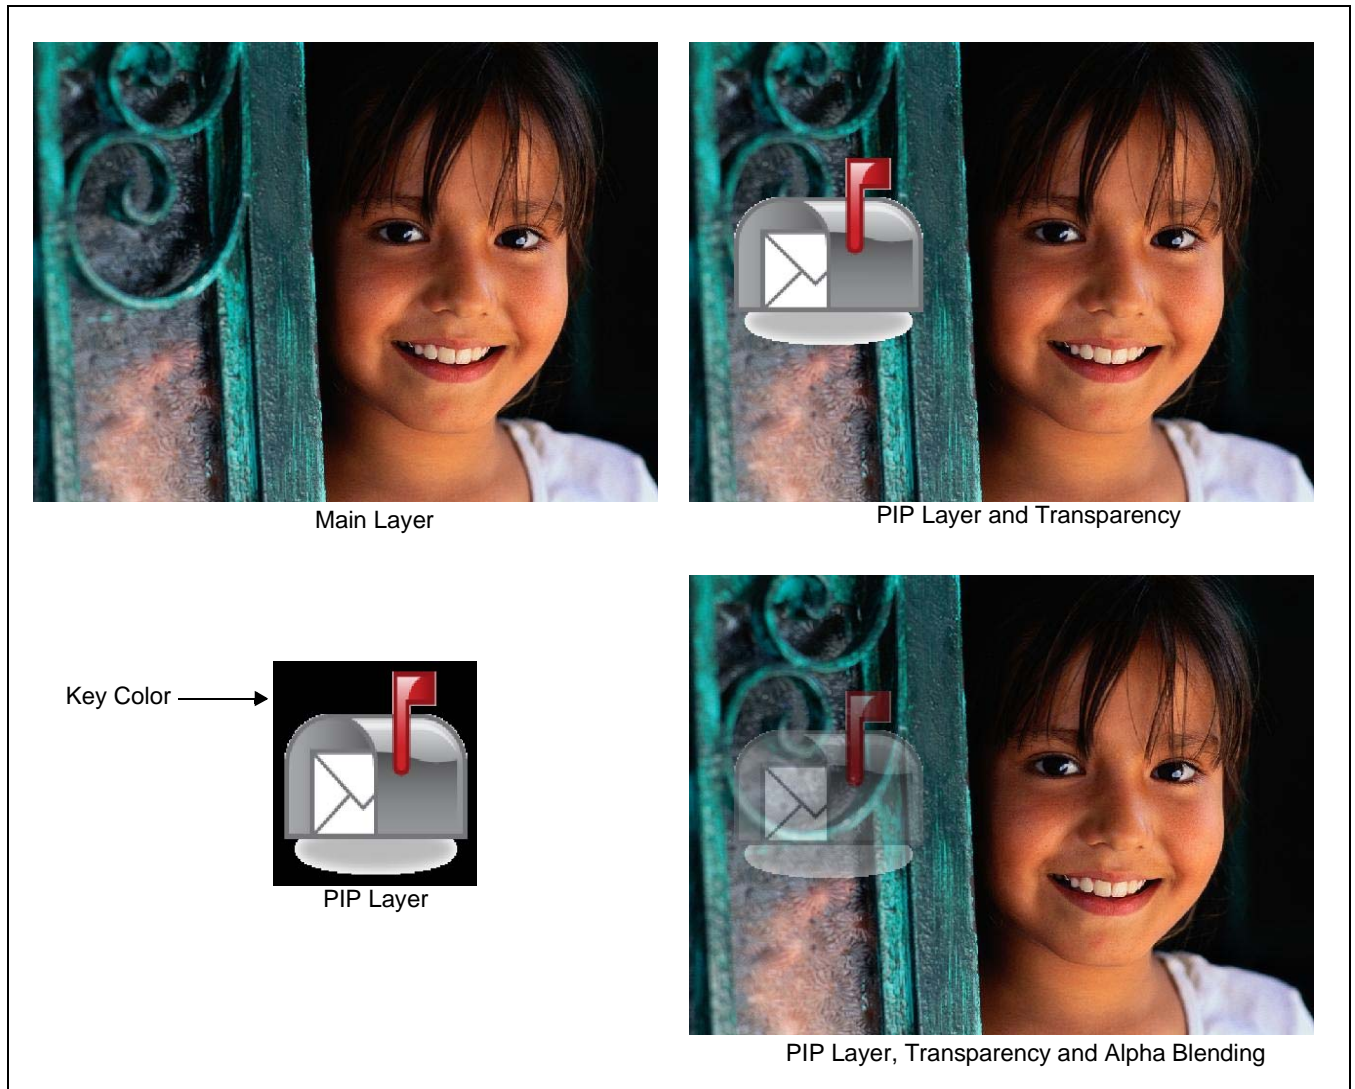 Main Layer
PIP Layer and Transparency
Key Color
PIP Layer
PIP Layer, Transparency and Alpha Blending